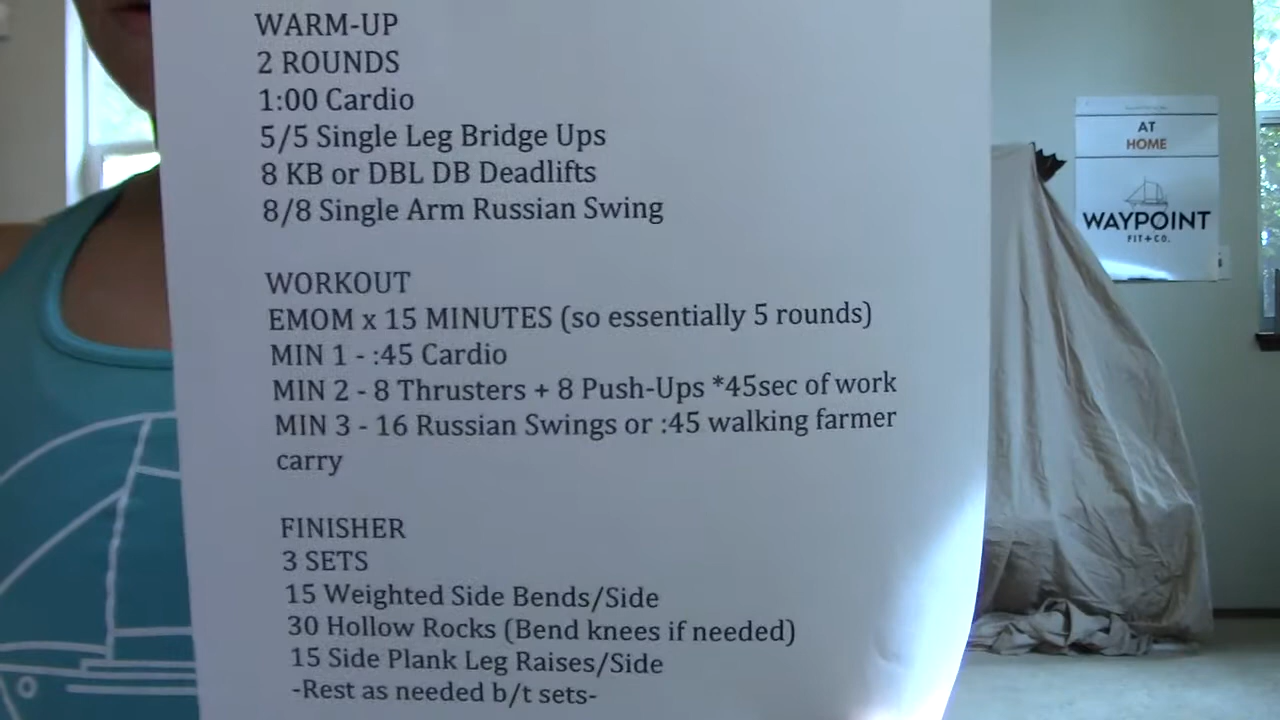 WARM-UP
2 ROUNDS
1:00 Cardio
5/5 Single Leg Bridge Ups
8 KB or DBL DB Deadlifts
8/8 Single Arm Russian Swing
WORKOUT
EMOM x 15 MINUTES (so essentially 5 rounds)
MIN 1 - :45 Cardio
MIN 2 - 8 Thrusters + 8 Push-Ups *45sec of work
MIN 3 - 16 Russian Swings or :45 walking farmer
carry
FINISHER
3 SETS
15 Weighted Side Bends/Side
30 Hollow Rocks (Bend knees if needed)
15 Side Plank Leg Raises/Side
-Rest as needed b/t sets-
AT
HOME
WAYPOINT
FIT+CO.